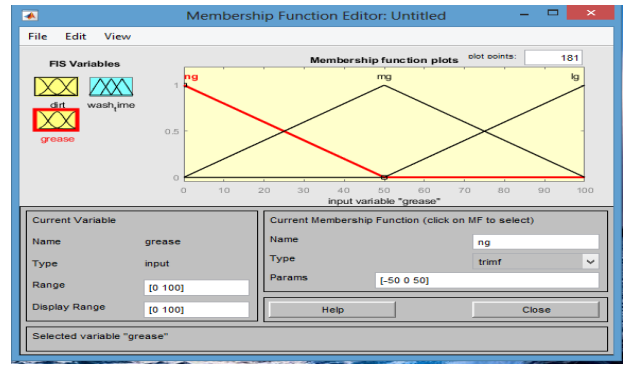 Membership Function Editor: Untitled
File Edit View
FIS Variables
dirt wash_time
grease
Membership function plots plot points: 181
ng mg lg
1
0.5
0
0 10 20 30 40 50 60 70 80 90 100
input variable "grease"
Current Variable
Name grease
Type input
Range [0 100]
Display Range [0 100]
Current Membership Function (click on MF to select)
Name ng
Type trimf
Params [-50 0 50]
Help Close
Selected variable "grease"